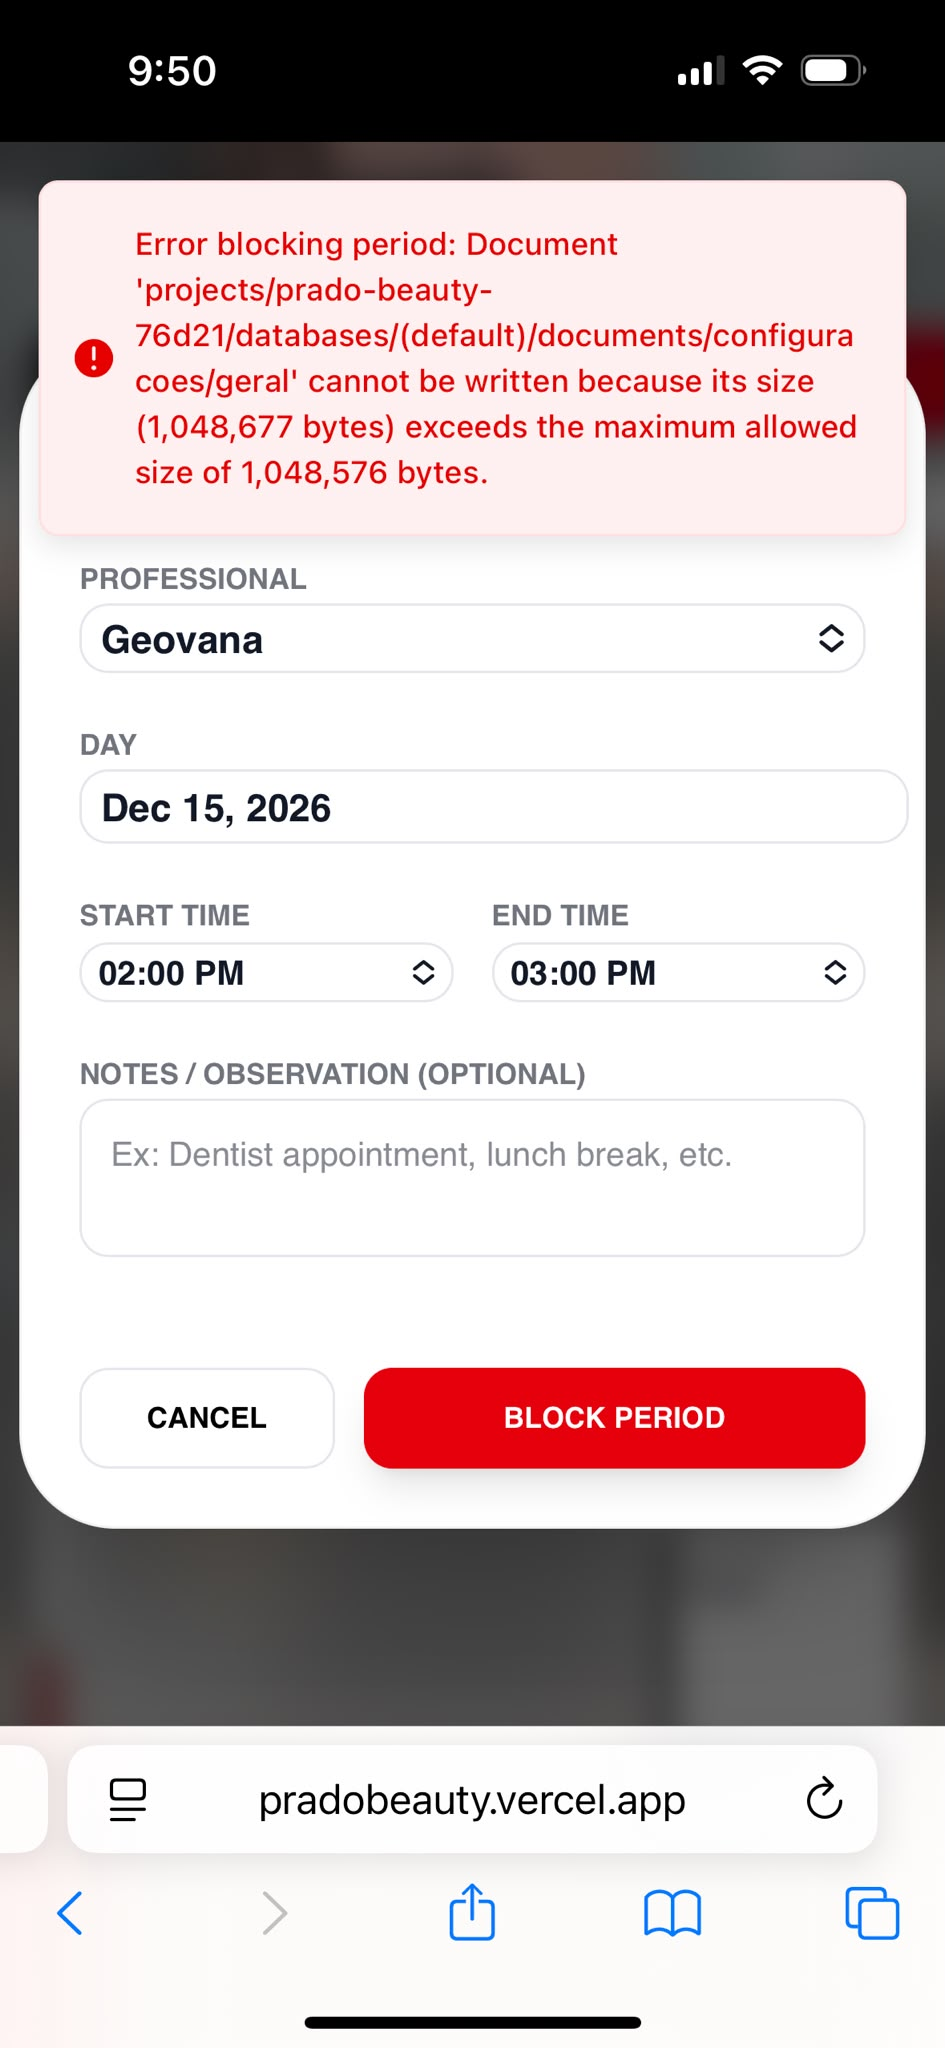 9:50
Error blocking period: Document
'projects/prado-beauty-
76d21/databases/(default)/documents/configura
coes/geral' cannot be written because its size
(1,048,677 bytes) exceeds the maximum allowed
size of 1,048,576 bytes.
PROFESSIONAL
Geovana
DAY
Dec 15, 2026
START TIME
END TIME
02:00 PM
03:00 PM
NOTES / OBSERVATION (OPTIONAL)
Ex: Dentist appointment, lunch break, etc.
CANCEL
BLOCK PERIOD
pradobeauty.vercel.app